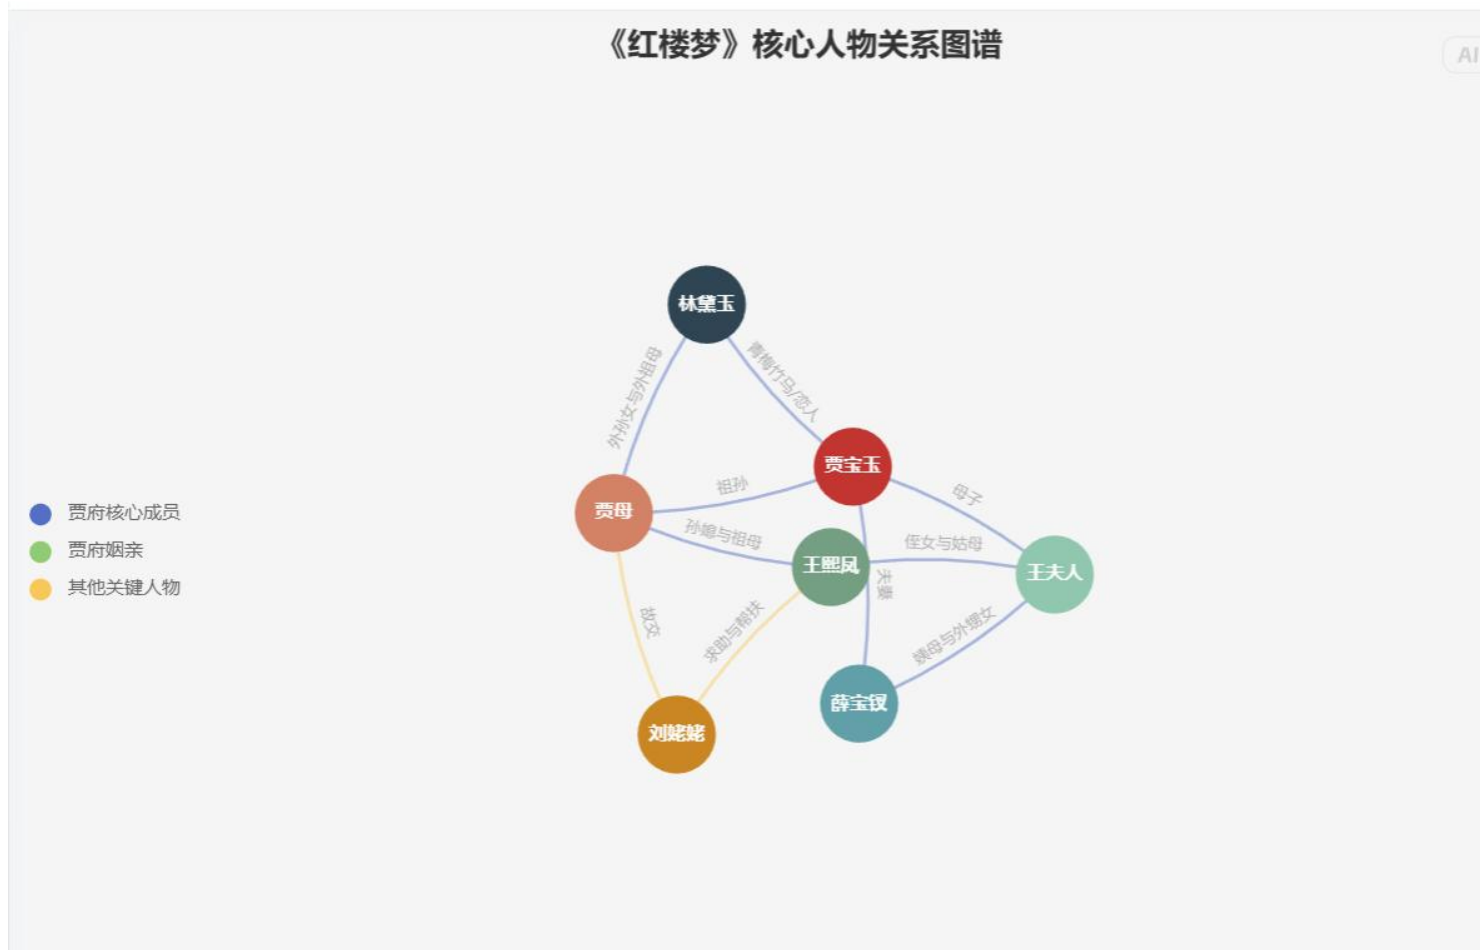 《红楼梦》核心人物关系图谱
AI
林黛玉
外孙女与外祖母
青梅竹马/恋人
贾宝玉
祖孙
母子
贾母
孙媳与祖母
王熙凤
侄女与姑母
王夫人
夫妻
故交
求助与帮扶
姨母与外甥女
薛宝钗
刘姥姥
贾府核心成员
贾府姻亲
其他关键人物